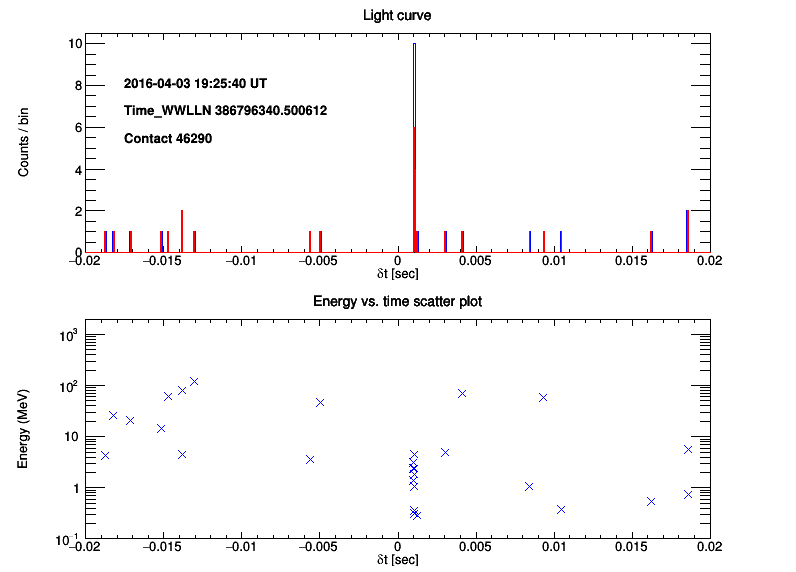 Light curve
10
8
6
4
2
0
Counts / bin
2016-04-03 19:25:40 UT
Time_WWLLN 386796340.500612
Contact 46290
−0.02 −0.015 −0.01 −0.005 0 0.005 0.01 0.015 0.02
δt [sec]
Energy vs. time scatter plot
10³
10²
10
1
10⁻¹
Energy (MeV)
−0.02 −0.015 −0.01 −0.005 0 0.005 0.01 0.015 0.02
δt [sec]